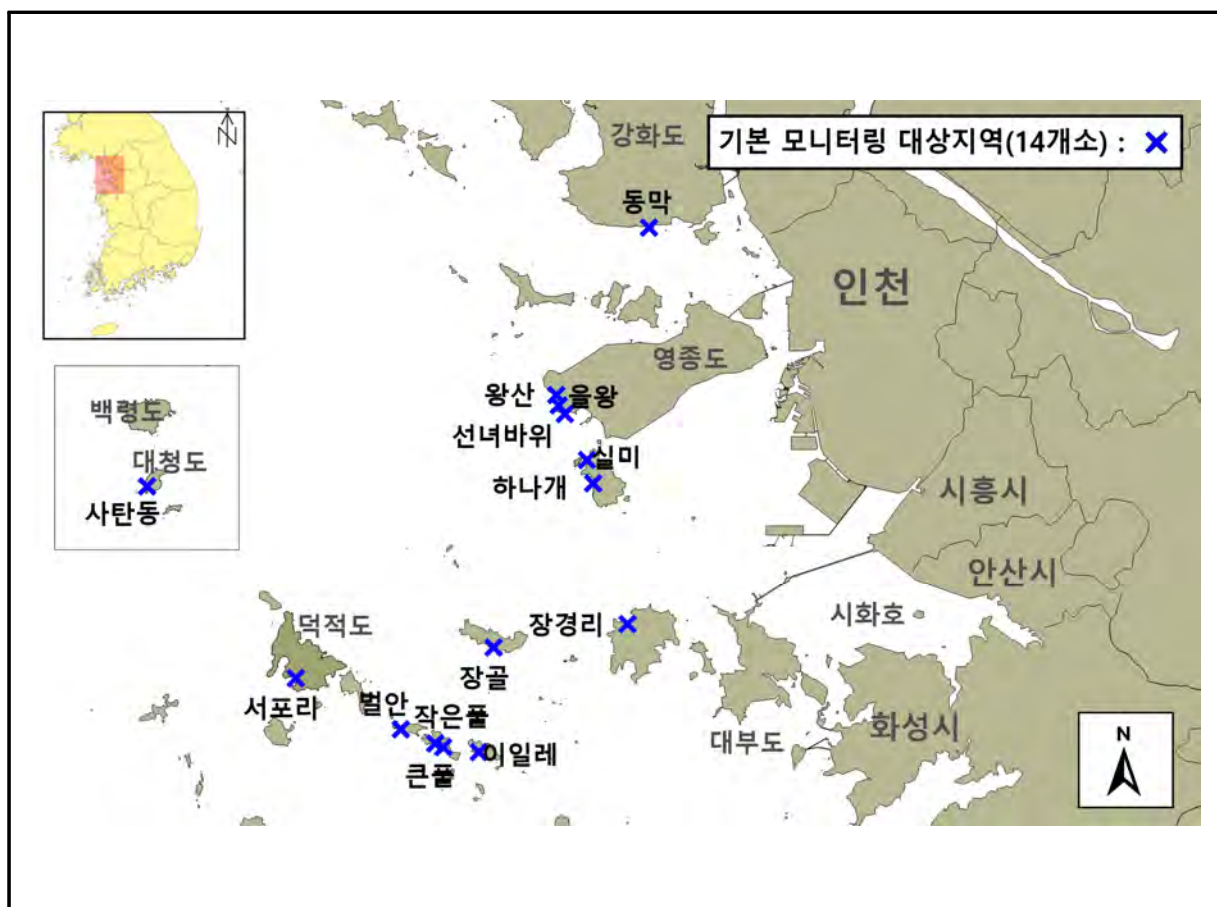 기본 모니터링 대상지역(14개소) :
N
강화도
동막
인천
영종도
왕산
을왕
선녀바위
실미
하나개
백령도
대청도
사탄동
시흥시
안산시
시화호
장경리
덕적도
장골
서포리
벌안
작은풀
큰풀
이일레
대부도
화성시
N